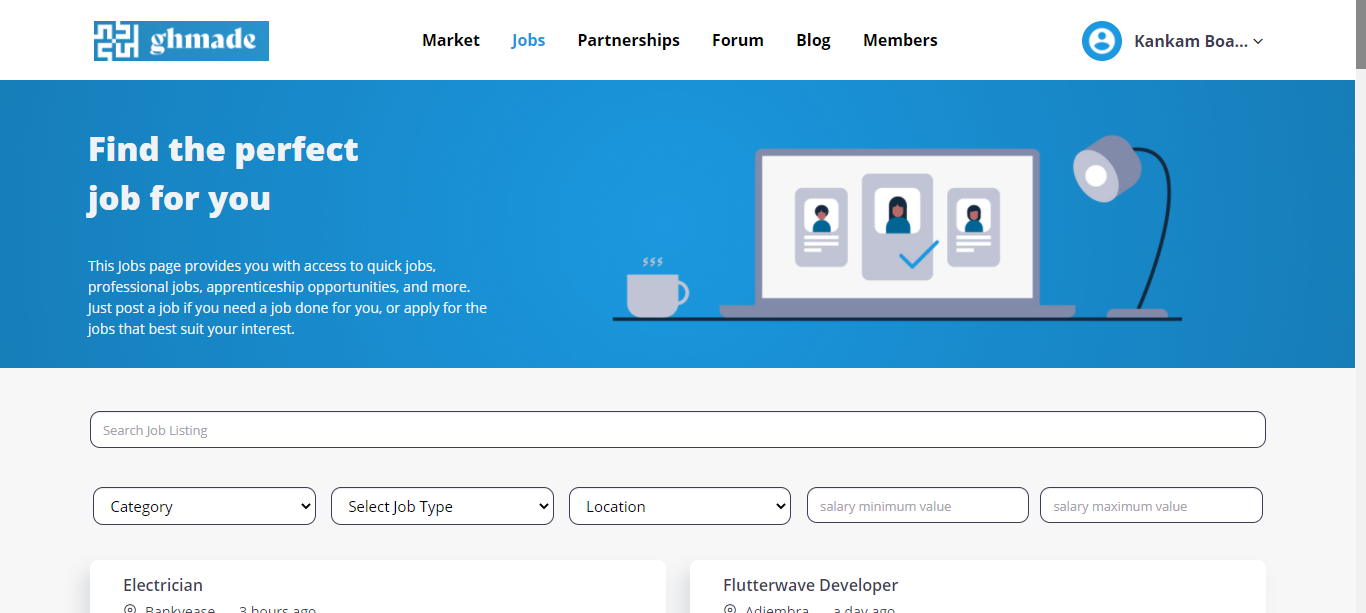 ghmade
Market Jobs Partnerships Forum Blog Members
Kankam Boa...
Find the perfect
job for you
This Jobs page provides you with access to quick jobs,
professional jobs, apprenticeship opportunities, and more.
Just post a job if you need a job done for you, or apply for the
jobs that best suit your interest.
Search Job Listing
Category Select Job Type Location salary minimum value salary maximum value
Electrician
Bankyease 3 hours ago
Flutterwave Developer
Adiembra a day ago